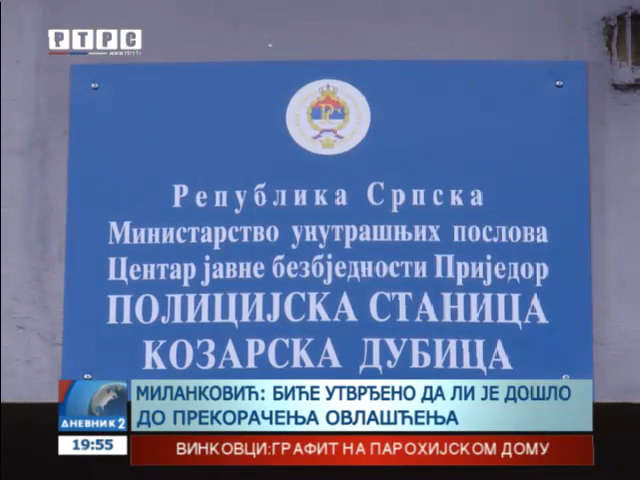 РТРС
Република Српска
Министарство унутрашњих послова
Центар јавне безбједности Приједор
ПОЛИЦИЈСКА СТАНИЦА
КОЗАРСКА ДУБИЦА
МИЛАНКОВИЋ: БИЋЕ УТВРЂЕНО ДА ЛИ ЈЕ ДОШЛО
ДО ПРЕКОРАЧЕЊА ОВЛАШЋЕЊА
ДНЕВНИК 2
19:55
ВИНКОВЦИ:ГРАФИТ НА ПАРОХИЈСКОМ ДОМУ